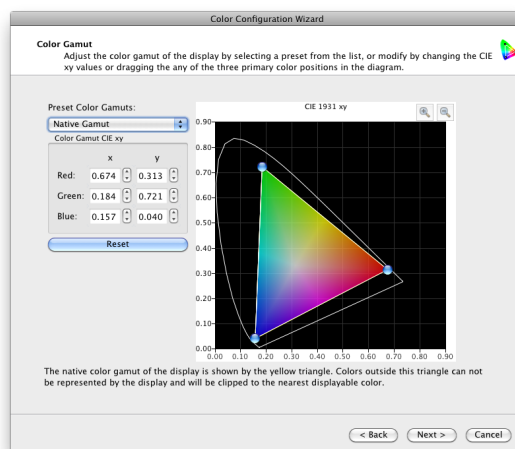 Color Configuration Wizard
Color Gamut
Adjust the color gamut of the display by selecting a preset from the list, or modify by changing the CIE
xy values or dragging the any of the three primary color positions in the diagram.
Preset Color Gamuts:
Native Gamut
Color Gamut CIE xy
x y
Red: 0.674 0.313
Green: 0.184 0.721
Blue: 0.157 0.040
Reset
CIE 1931 xy
0.90
0.80
0.70
0.60
0.50
0.40
0.30
0.20
0.10
0.00
0.00 0.10 0.20 0.30 0.40 0.50 0.60 0.70 0.80 0.90
The native color gamut of the display is shown by the yellow triangle. Colors outside this triangle can not
be represented by the display and will be clipped to the nearest displayable color.
< Back Next > Cancel